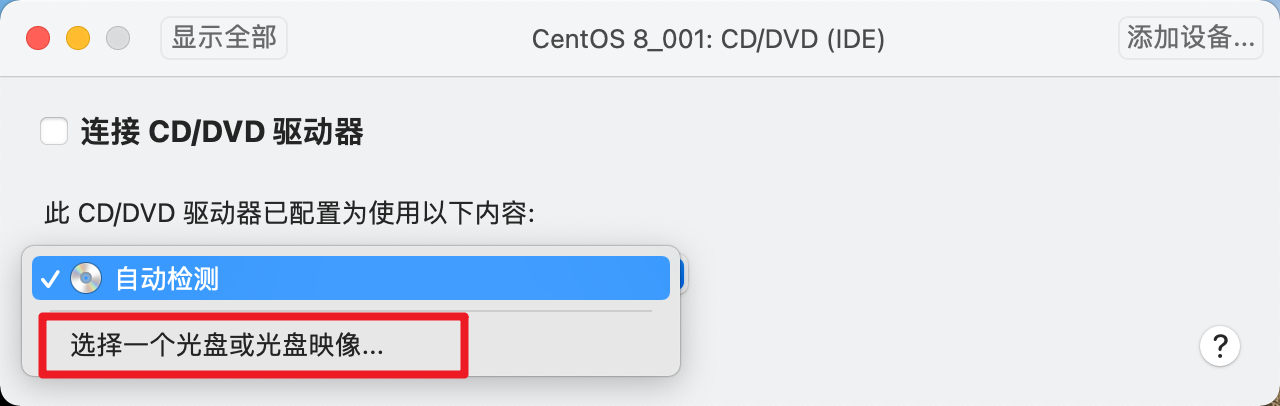 显示全部
CentOS 8_001: CD/DVD (IDE)
添加设备...
连接 CD/DVD 驱动器
此 CD/DVD 驱动器已配置为使用以下内容:
自动检测
选择一个光盘或光盘映像...
?